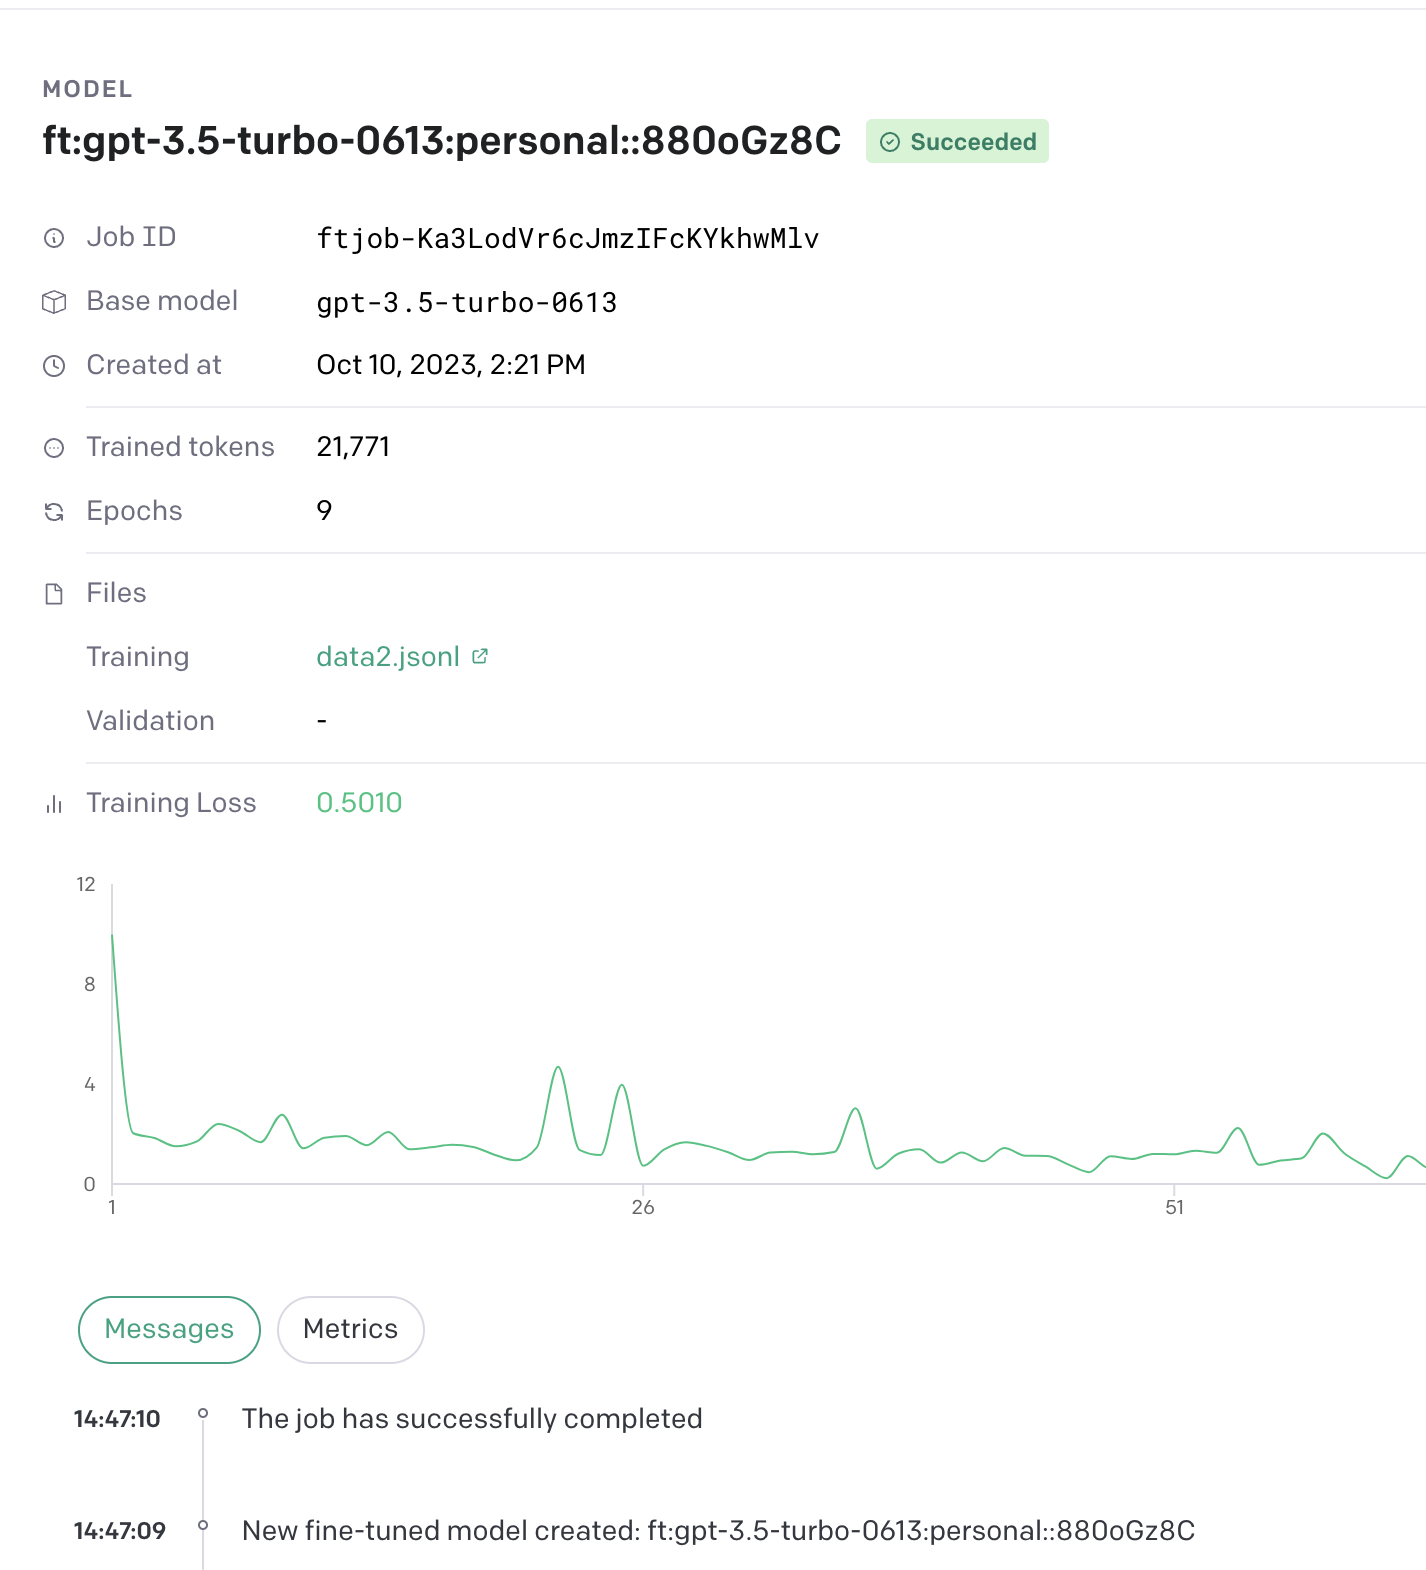 MODEL
ft:gpt-3.5-turbo-0613:personal::880oGz8C Succeeded
Job ID ftjob-Ka3LodVr6cJmzIFcKYkhwMlv
Base model gpt-3.5-turbo-0613
Created at Oct 10, 2023, 2:21 PM
Trained tokens 21,771
Epochs 9
Files
Training data2.jsonl
Validation -
Training Loss 0.5010
12
8
4
0
1 26 51
Messages Metrics
14:47:10 The job has successfully completed
14:47:09 New fine-tuned model created: ft:gpt-3.5-turbo-0613:personal::880oGz8C